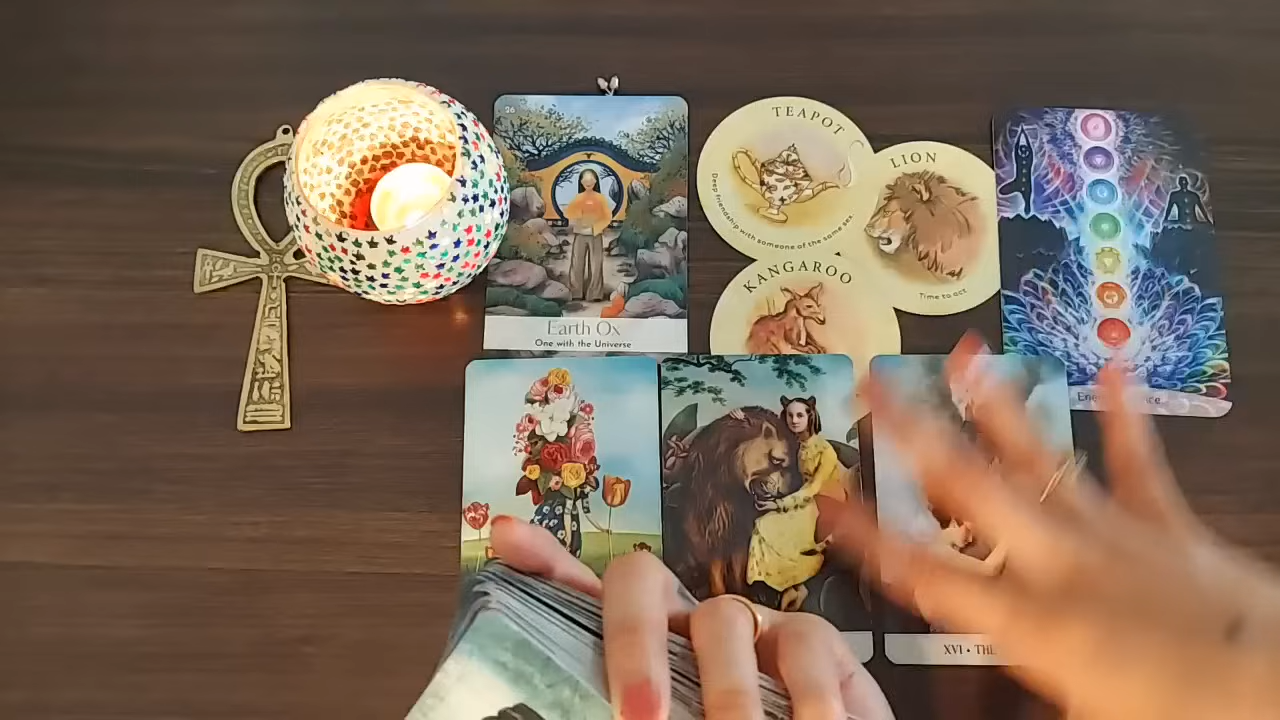 26
Earth Ox
One with the Universe
TEAPOT
Deep friendship with someone of the same sex.
LION
Time to act
KANGAROO
XVI • THE